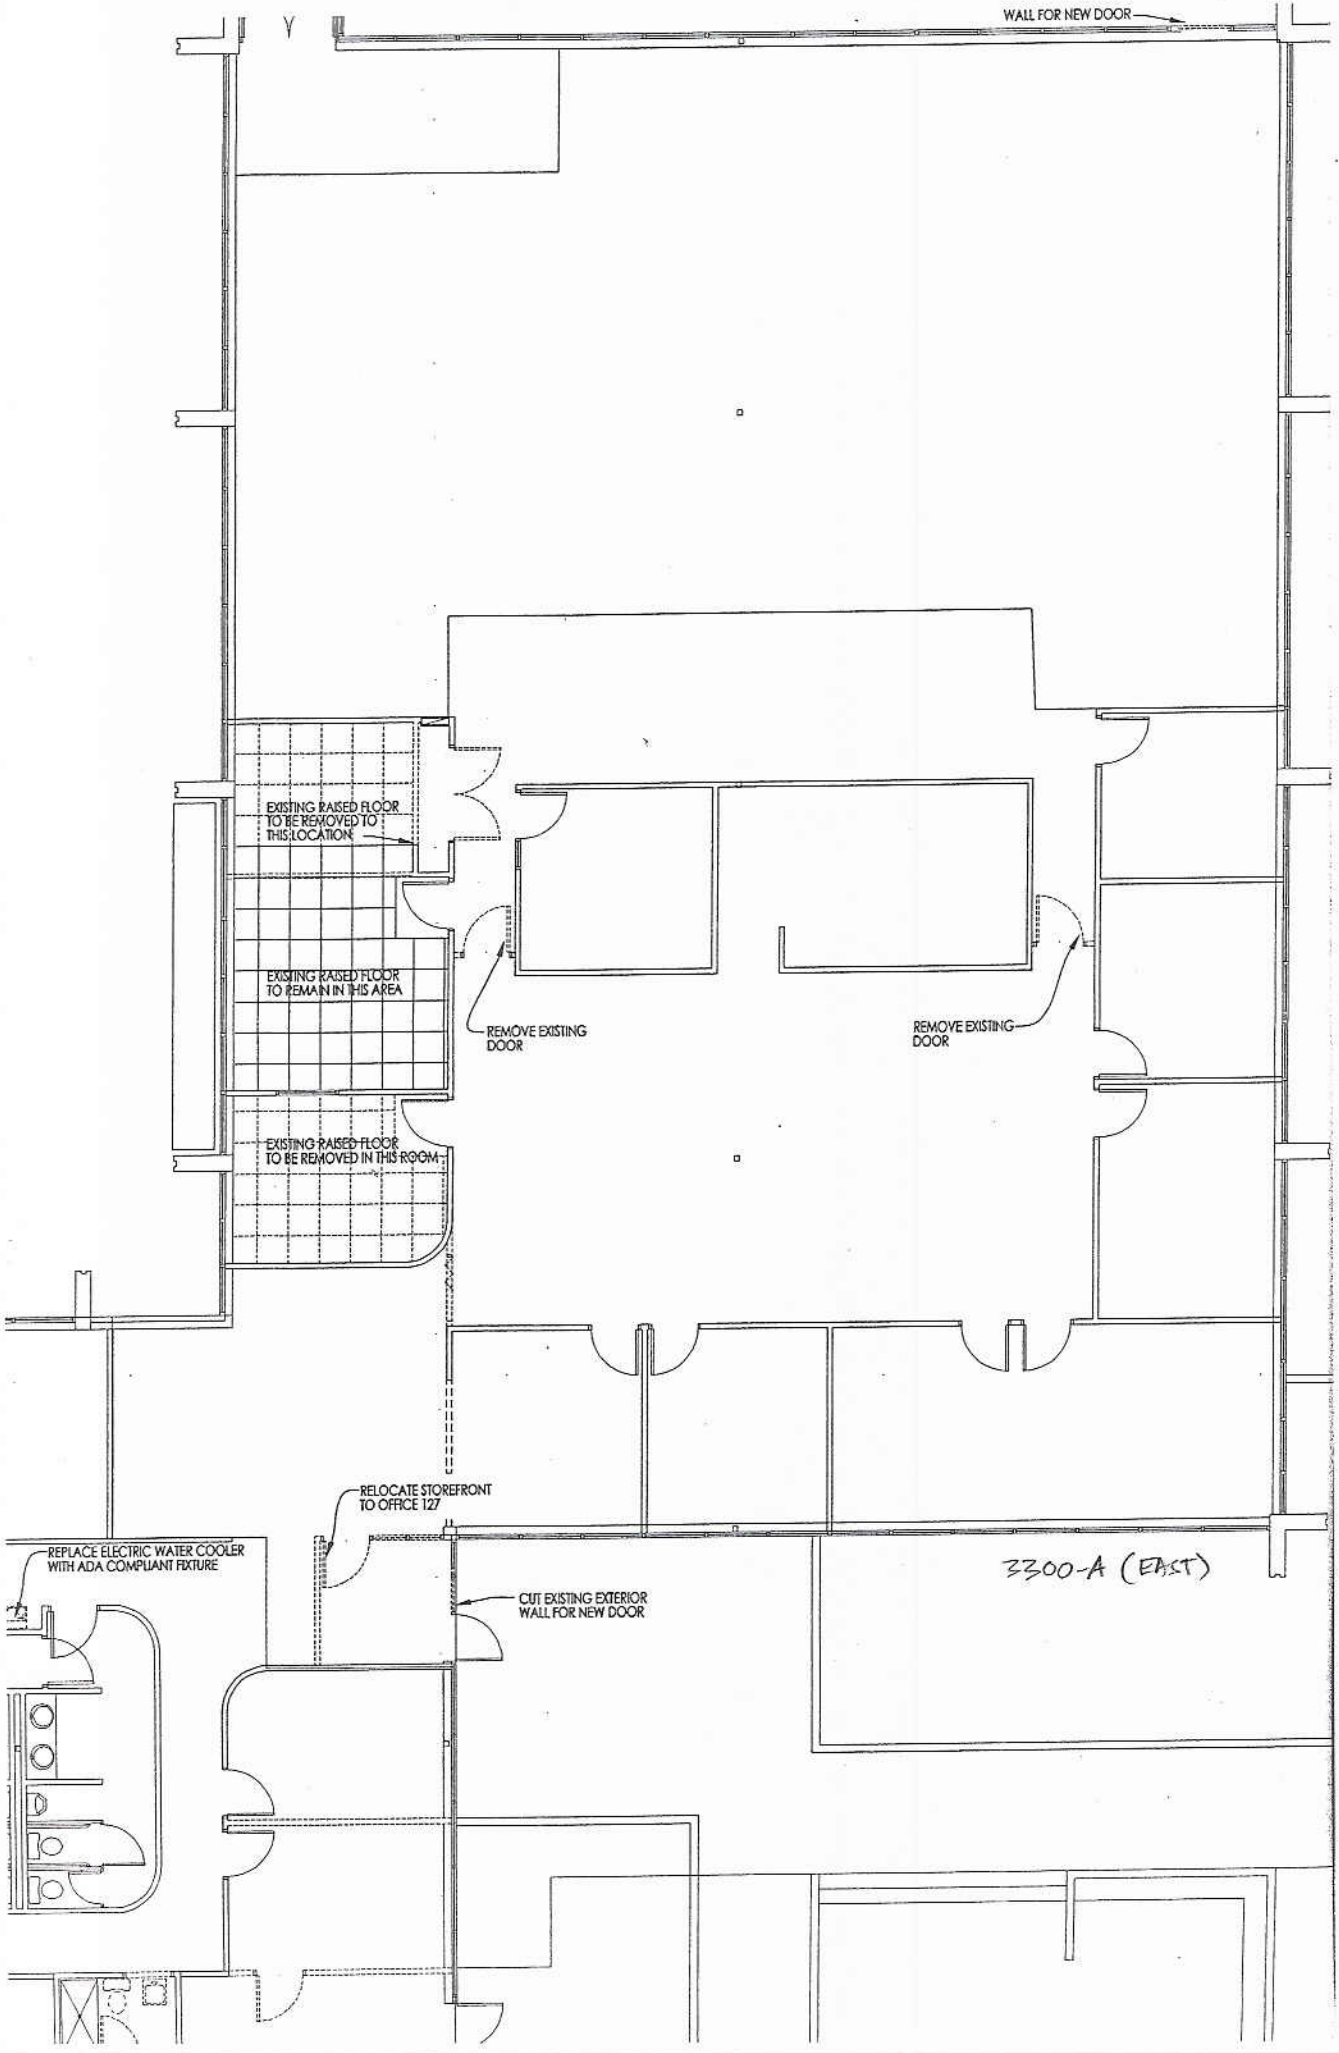 WALL FOR NEW DOOR
EXISTING RAISED FLOOR
TO BE REMOVED TO
THIS LOCATION
EXISTING RAISED FLOOR
TO REMAIN IN THIS AREA
REMOVE EXISTING
DOOR
REMOVE EXISTING
DOOR
EXISTING RAISED FLOOR
TO BE REMOVED IN THIS ROOM
RELOCATE STOREFRONT
TO OFFICE 127
REPLACE ELECTRIC WATER COOLER
WITH ADA COMPLIANT FIXTURE
3300-A (EAST)
CUT EXISTING EXTERIOR
WALL FOR NEW DOOR